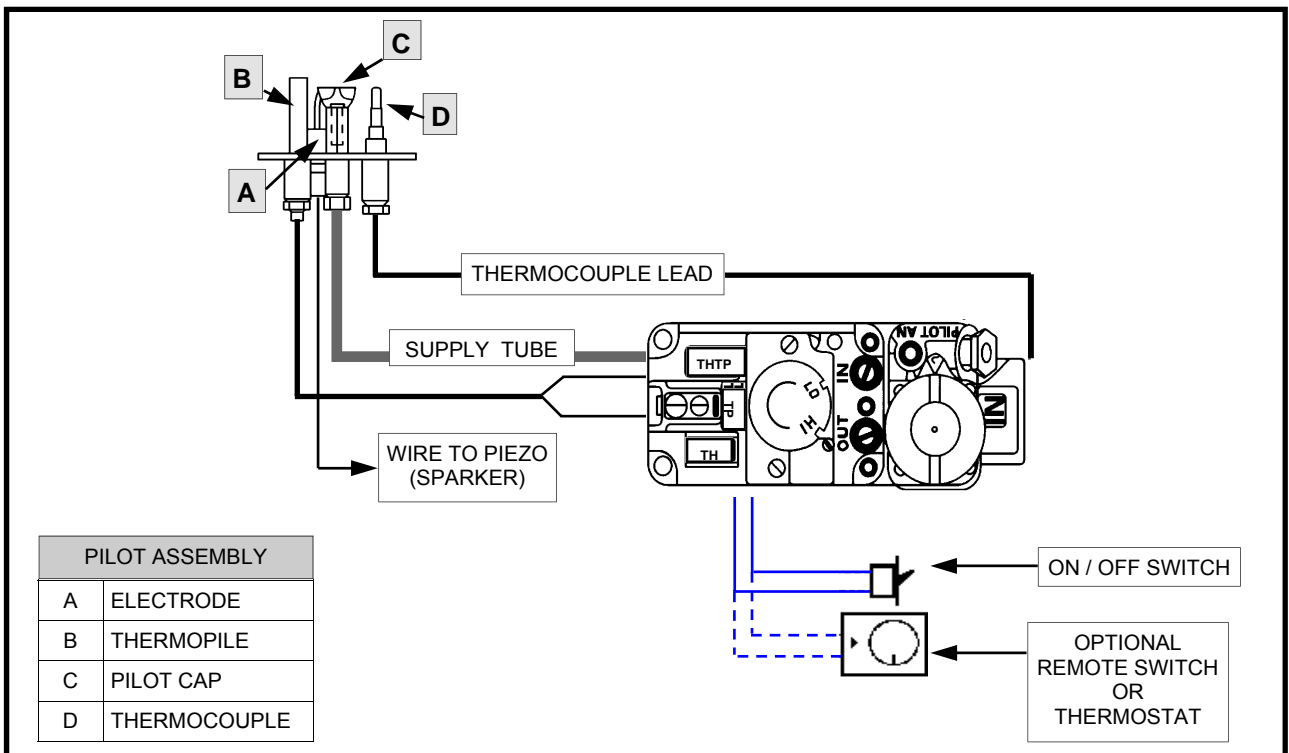 C
B
D
A
THERMOCOUPLE LEAD
SUPPLY TUBE
PILOT AN
THTP
TP
TH
LO
HI
IN
OUT
IN
WIRE TO PIEZO
(SPARKER)
ON / OFF SWITCH
OPTIONAL
REMOTE SWITCH
OR
THERMOSTAT
PILOT ASSEMBLY
A ELECTRODE
B THERMOPILE
C PILOT CAP
D THERMOCOUPLE